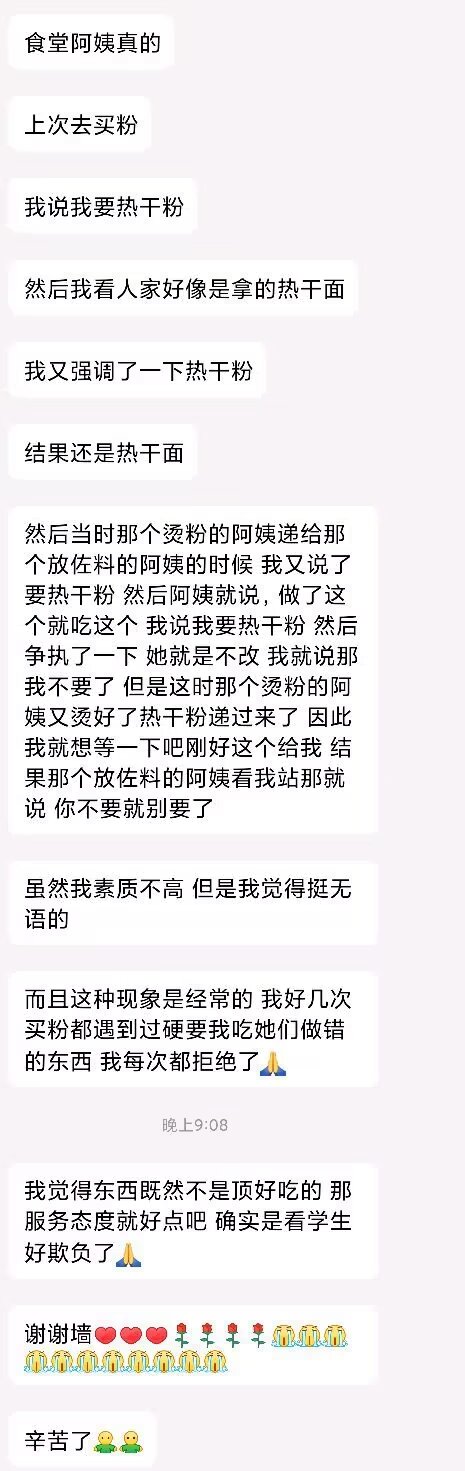 食堂阿姨真的
上次去买粉
我说我要热干粉
然后我看人家好像是拿的热干面
我又强调了一下热干粉
结果还是热干面
然后当时那个烫粉的阿姨递给那
个放佐料的阿姨的时候 我又说了
要热干粉 然后阿姨就说, 做了这
个就吃这个 我说我要热干粉 然后
争执了一下 她就是不改 我就说那
我不要了 但是这时那个烫粉的阿
姨又烫好了热干粉递过来了 因此
我就想等一下吧刚好这个给我 结
果那个放佐料的阿姨看我站那就
说 你不要就别要了
虽然我素质不高 但是我觉得挺无
语的
而且这种现象是经常的 我好几次
买粉都遇到过硬要我吃她们做错
的东西 我每次都拒绝了🙏
晚上9:08
我觉得东西既然不是顶好吃的 那
服务态度就好点吧 确实是看学生
好欺负了🙏
谢谢墙❤❤❤🌹🌹🌹🌹😭😭😭
😭😭😭😭😭😭😭😭
辛苦了